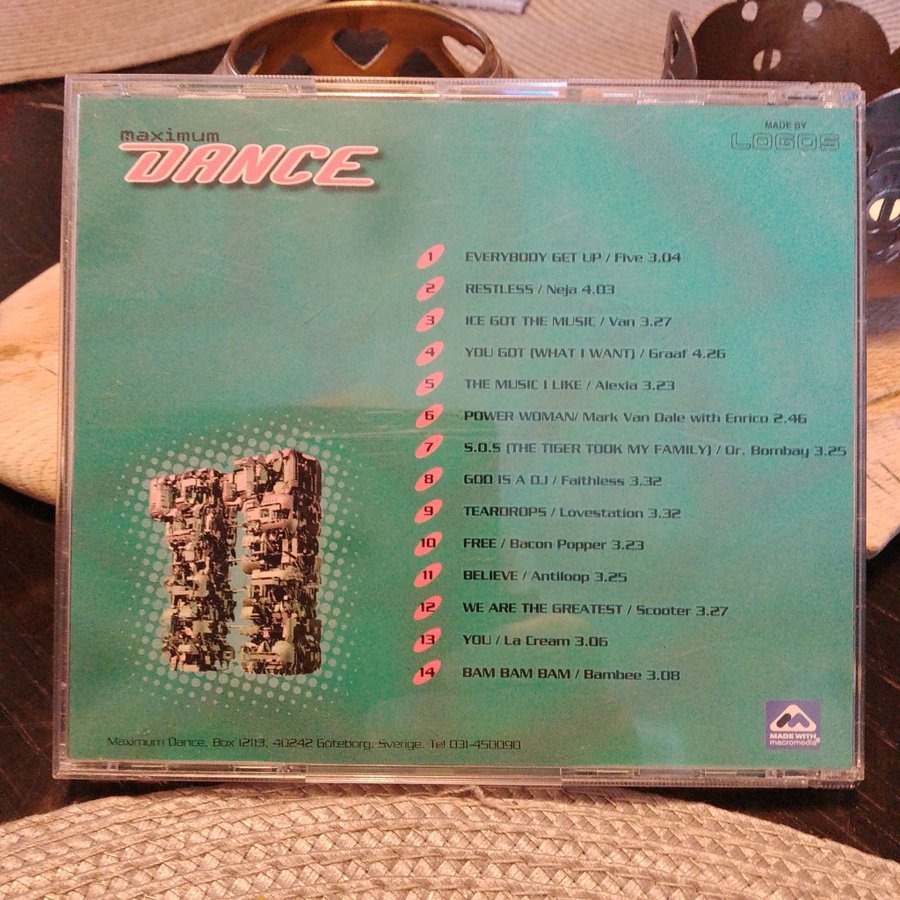 maximum
DANCE
MADE BY
LOGOS
1 EVERYBODY GET UP / Five 3.04
2 RESTLESS / Neja 4.03
3 ICE GOT THE MUSIC / Van 3.27
4 YOU GOT (WHAT I WANT) / Graaf 4.26
5 THE MUSIC I LIKE / Alexia 3.23
6 POWER WOMAN/ Mark Van Dale with Enrico 2.46
7 S.O.S (THE TIGER TOOK MY FAMILY) / Dr. Bombay 3.25
8 GOD IS A DJ / Faithless 3.32
9 TEARDROPS / Lovestation 3.32
10 FREE / Bacon Popper 3.23
11 BELIEVE / Antiloop 3.25
12 WE ARE THE GREATEST / Scooter 3.27
13 YOU / La Cream 3.06
14 BAM BAM BAM / Bambee 3.08
11
Maximum Dance, Box 12113, 40242 Göteborg, Sverige. Tel 031-450090
MADE WITH
macromedia